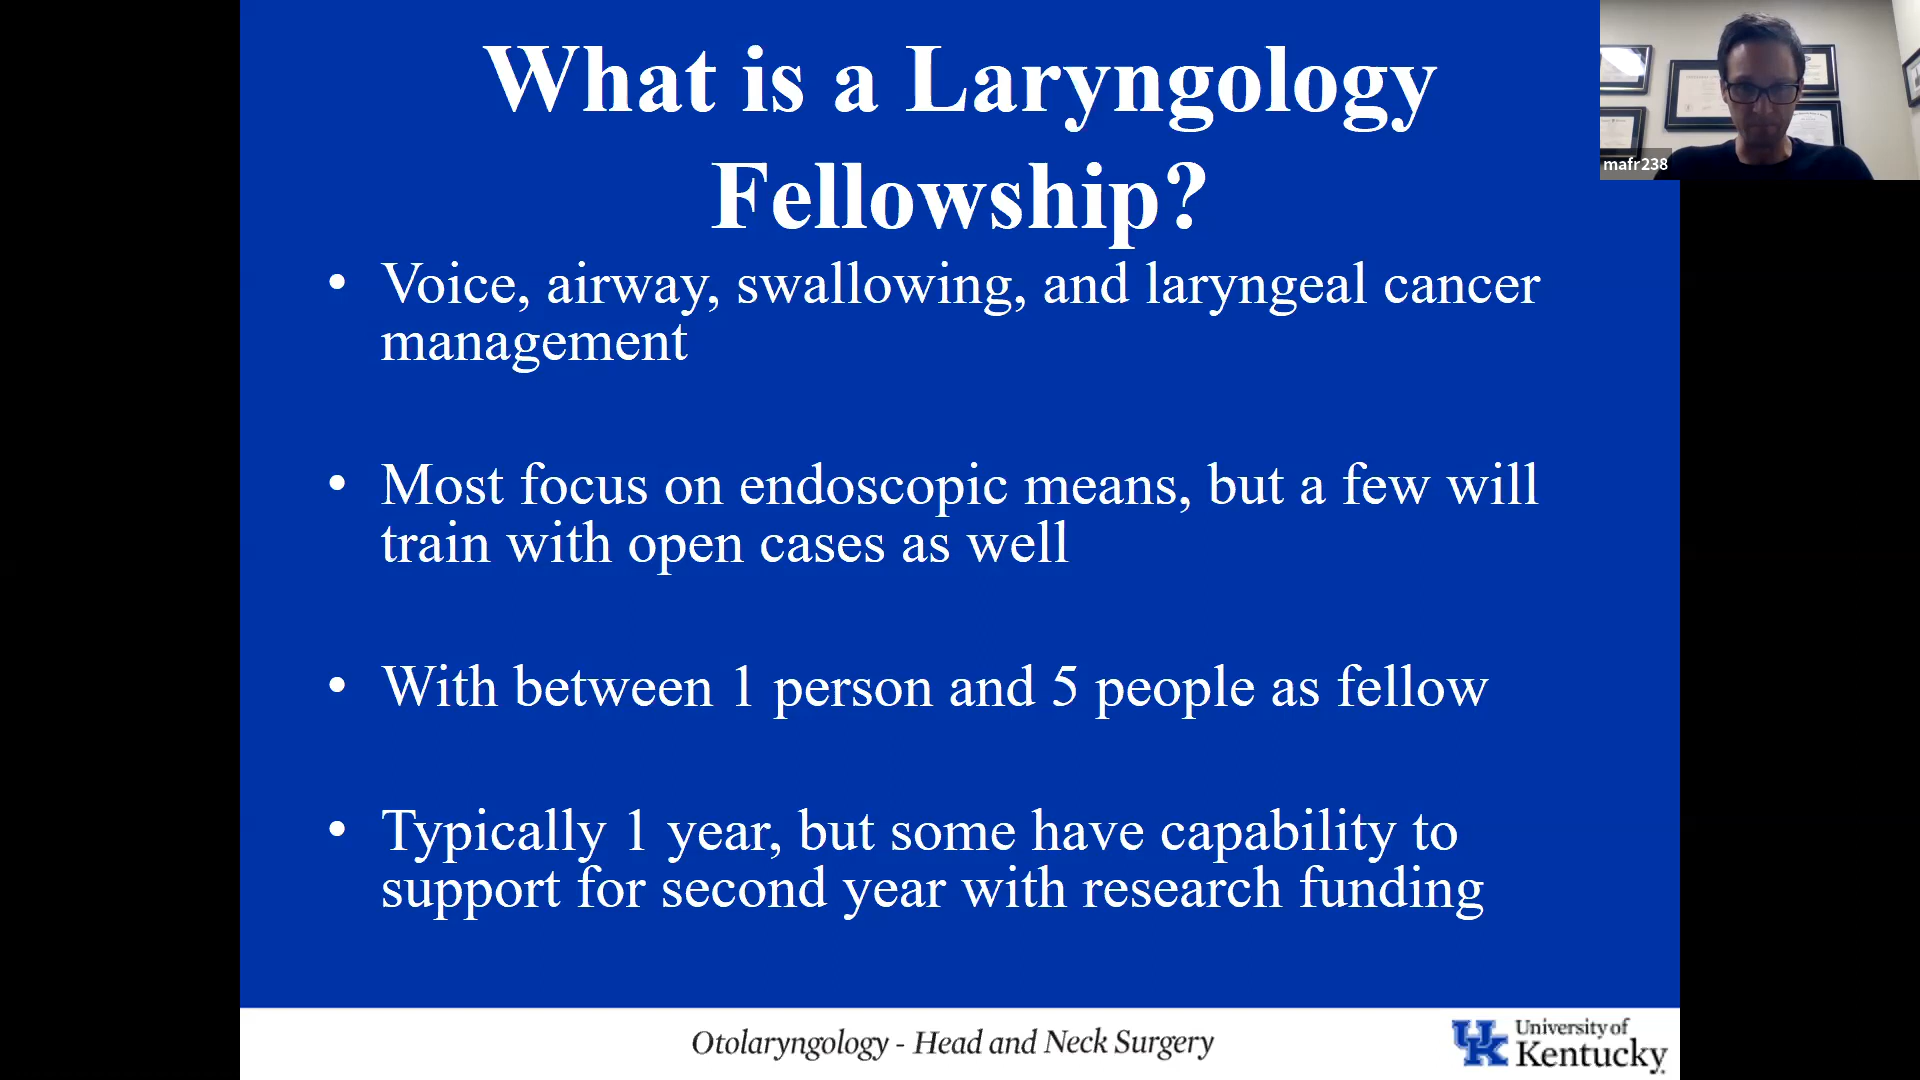 What is a Laryngology
Fellowship?
• Voice, airway, swallowing, and laryngeal cancer
management
• Most focus on endoscopic means, but a few will
train with open cases as well
• With between 1 person and 5 people as fellow
• Typically 1 year, but some have capability to
support for second year with research funding
Otolaryngology - Head and Neck Surgery
UK
University of
Kentucky
mafr238